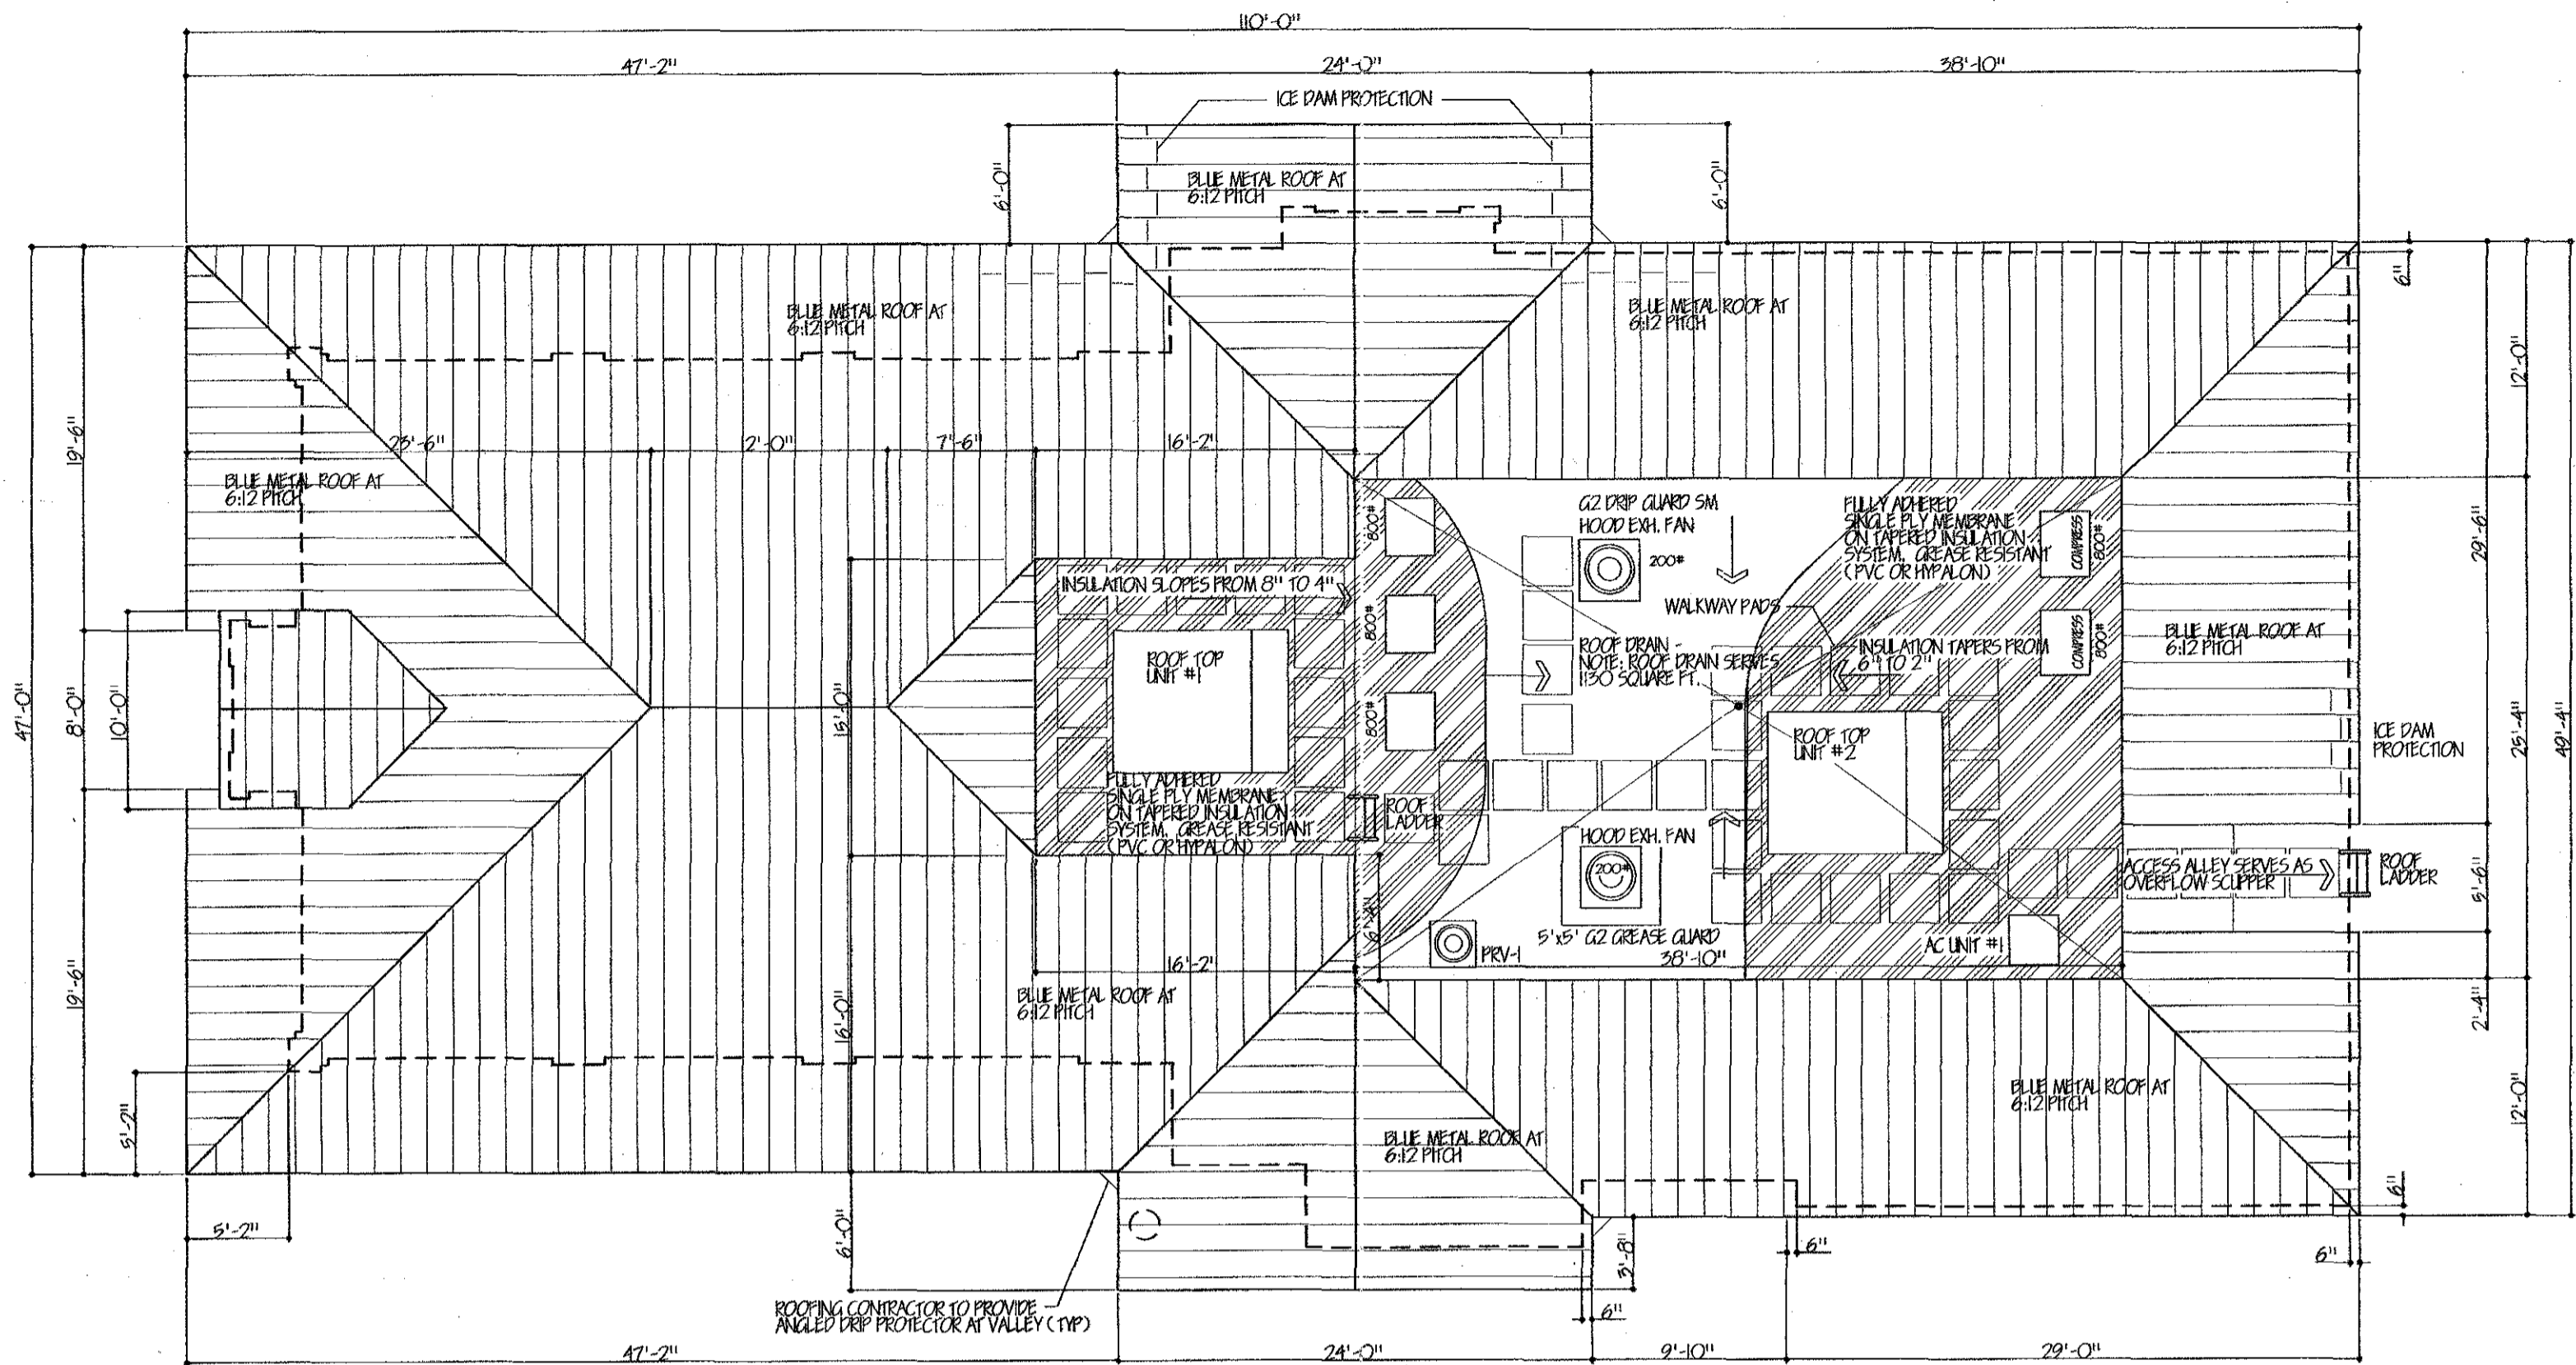 110'-0"
47'-2"
24'-0"
38'-10"
ICE DAM PROTECTION
6'-0"
BLUE METAL ROOF AT
6:12 PITCH
6'-0"
6"
BLUE METAL ROOF AT
6:12 PITCH
BLUE METAL ROOF AT
6:12 PITCH
12'-0"
19'-6"
23'-6"
2'-0"
7'-6"
16'-2"
BLUE METAL ROOF AT
6:12 PITCH
800#
G2 DRIP GUARD SM
HOOD EXH. FAN
200#
FULLY ADHERED
SINGLE PLY MEMBRANE
ON TAPERED INSULATION
SYSTEM. GREASE RESISTANT
(PVC OR HYPALON)
COMPRESS
800#
29'-6"
INSULATION SLOPES FROM 8" TO 4"
WALKWAY PADS
800#
ROOF DRAIN -
NOTE: ROOF DRAIN SERVES
1130 SQUARE FT.
INSULATION TAPERS FROM
6" TO 2"
COMPRESS
800#
BLUE METAL ROOF AT
6:12 PITCH
ROOF TOP
UNIT #1
47'-0"
8'-0"
10'-0"
15'-0"
800#
ROOF TOP
UNIT #2
ICE DAM
PROTECTION
25'-4"
49'-4"
FULLY ADHERED
SINGLE PLY MEMBRANE
ON TAPERED INSULATION
SYSTEM. GREASE RESISTANT
(PVC OR HYPALON)
ROOF
LADDER
HOOD EXH. FAN
200#
ACCESS ALLEY SERVES AS
OVERFLOW SCUPPER
ROOF
LADDER
5'-6"
6'-4"
5'x5' G2 GREASE GUARD
PRV-1
38'-10"
AC UNIT #1
19'-6"
16'-2"
BLUE METAL ROOF AT
6:12 PITCH
16'-0"
2'-4"
5'-2"
BLUE METAL ROOF AT
6:12 PITCH
BLUE METAL ROOF AT
6:12 PITCH
12'-0"
6"
5'-2"
6'-0"
3'-8"
6"
6"
6"
ROOFING CONTRACTOR TO PROVIDE
ANGLED DRIP PROTECTOR AT VALLEY (TYP)
47'-2"
24'-0"
9'-10"
29'-0"